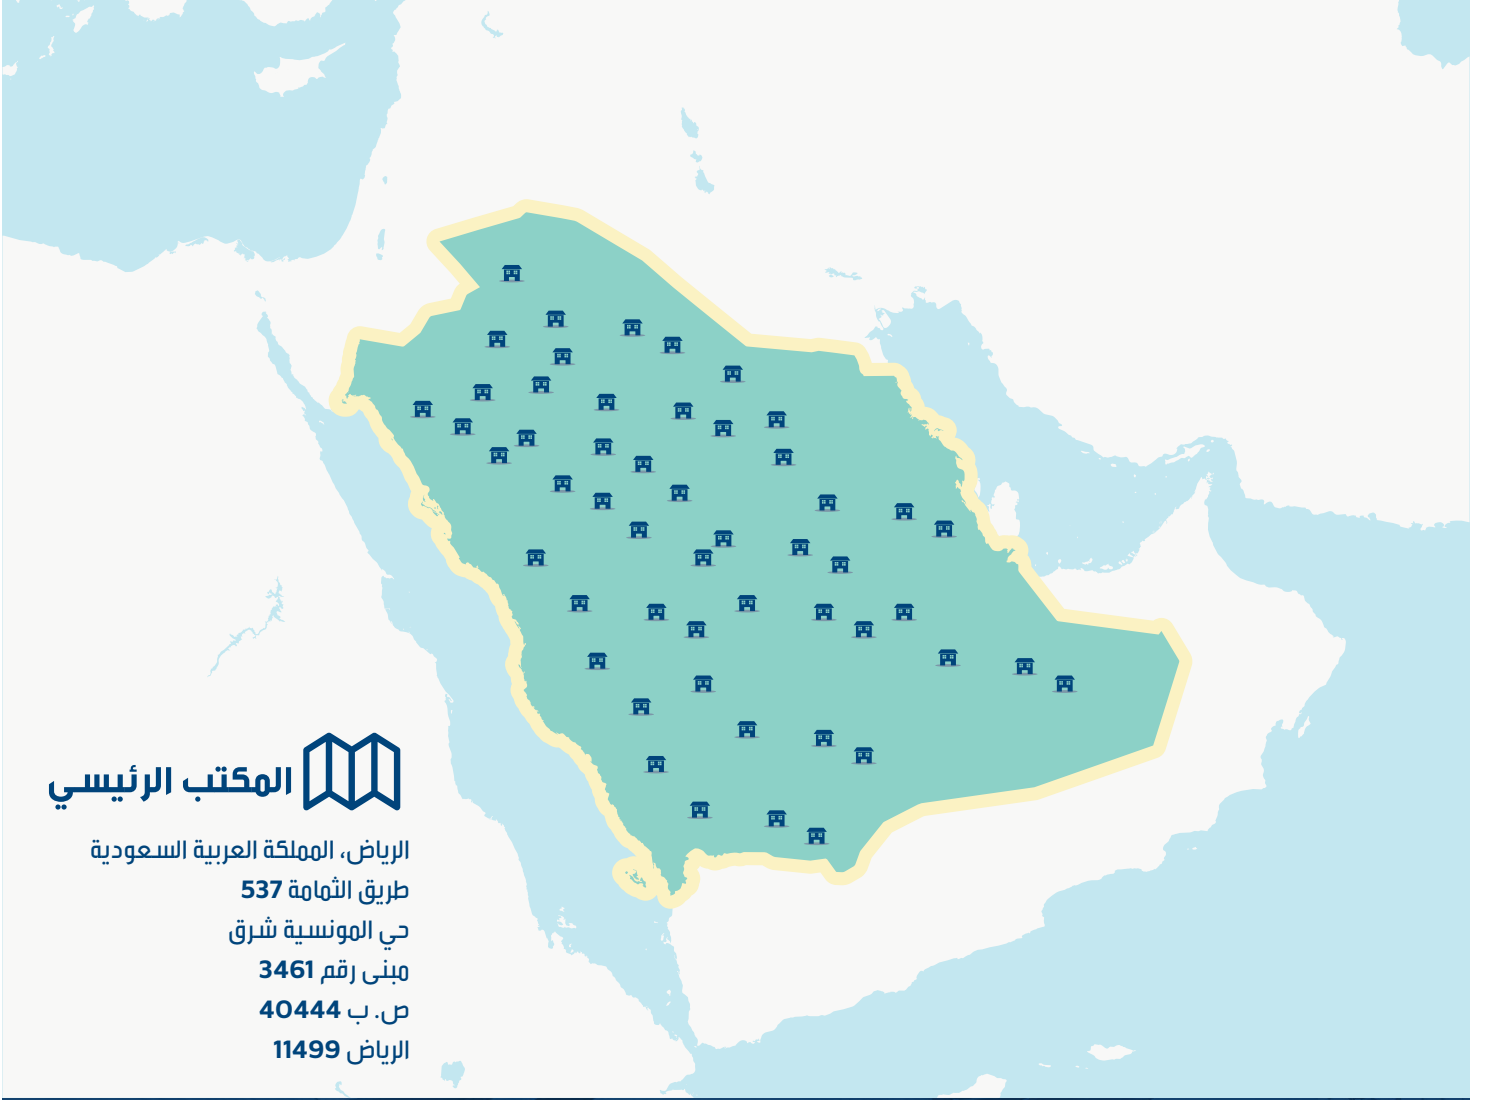 المكتب الرئيسي
الرياض، المملكة العربية السعودية
طريق الثمامة 537
حي المونسية شرق
مبنى رقم 3461
ص. ب 40444
الرياض 11499